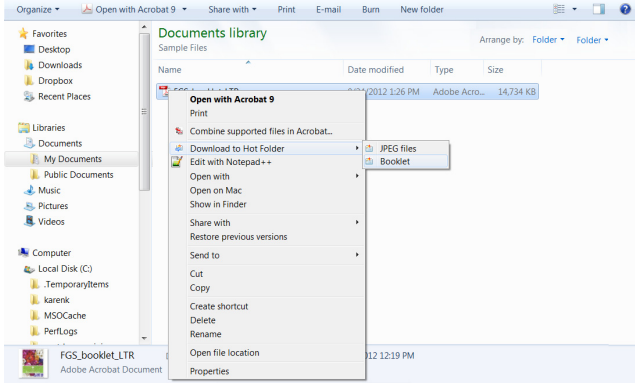 Organize Open with Acrobat 9 Share with Print E-mail Burn New folder
Favorites
Desktop
Downloads
Dropbox
Recent Places
Libraries
Documents
My Documents
Public Documents
Music
Pictures
Videos
Computer
Local Disk (C:)
.TemporaryItems
karenk
MSOCache
PerfLogs
Documents library
Sample Files
Arrange by: Folder Folder
Name Date modified Type Size
2012 1:26 PM Adobe Acro... 14,734 KB
Open with Acrobat 9
Print
Combine supported files in Acrobat...
Download to Hot Folder
Edit with Notepad++
Open with
Open on Mac
Show in Finder
Share with
Restore previous versions
Send to
Cut
Copy
Create shortcut
Delete
Rename
Open file location
Properties
JPEG files
Booklet
FGS_booklet_LTR
012 12:19 PM
Adobe Acrobat Document